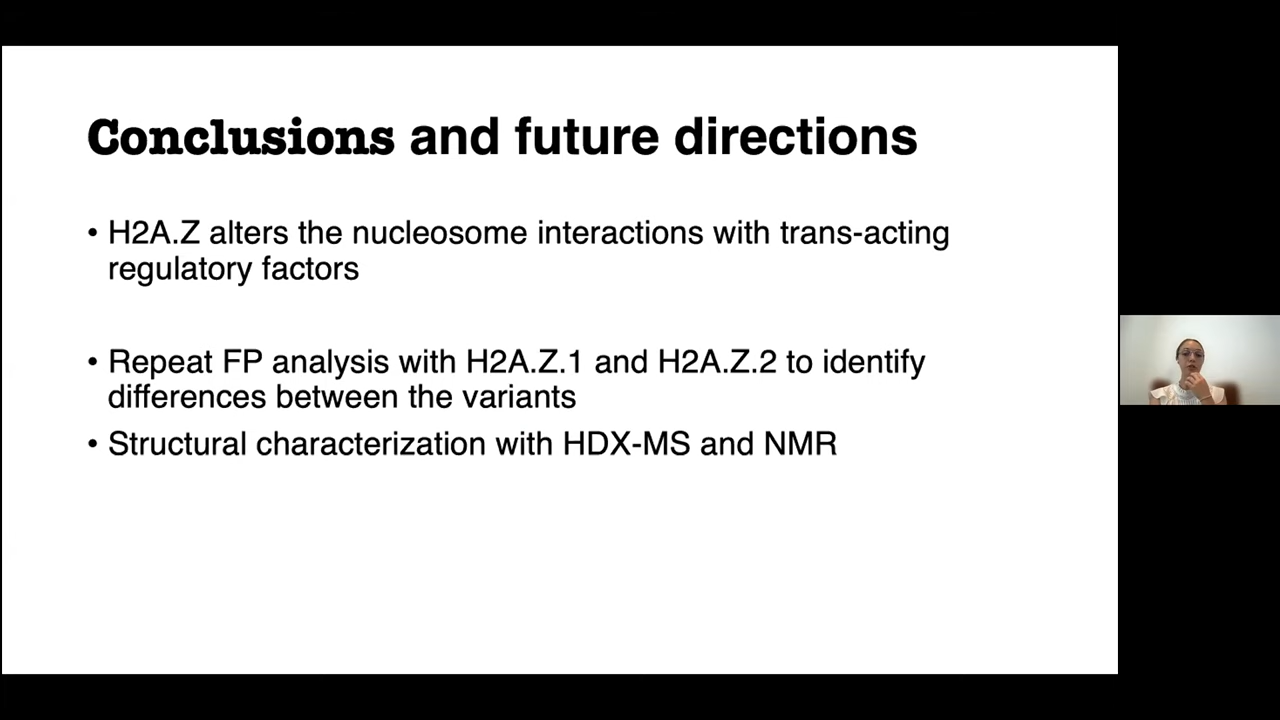 Conclusions and future directions
• H2A.Z alters the nucleosome interactions with trans-acting
regulatory factors
• Repeat FP analysis with H2A.Z.1 and H2A.Z.2 to identify
differences between the variants
• Structural characterization with HDX-MS and NMR